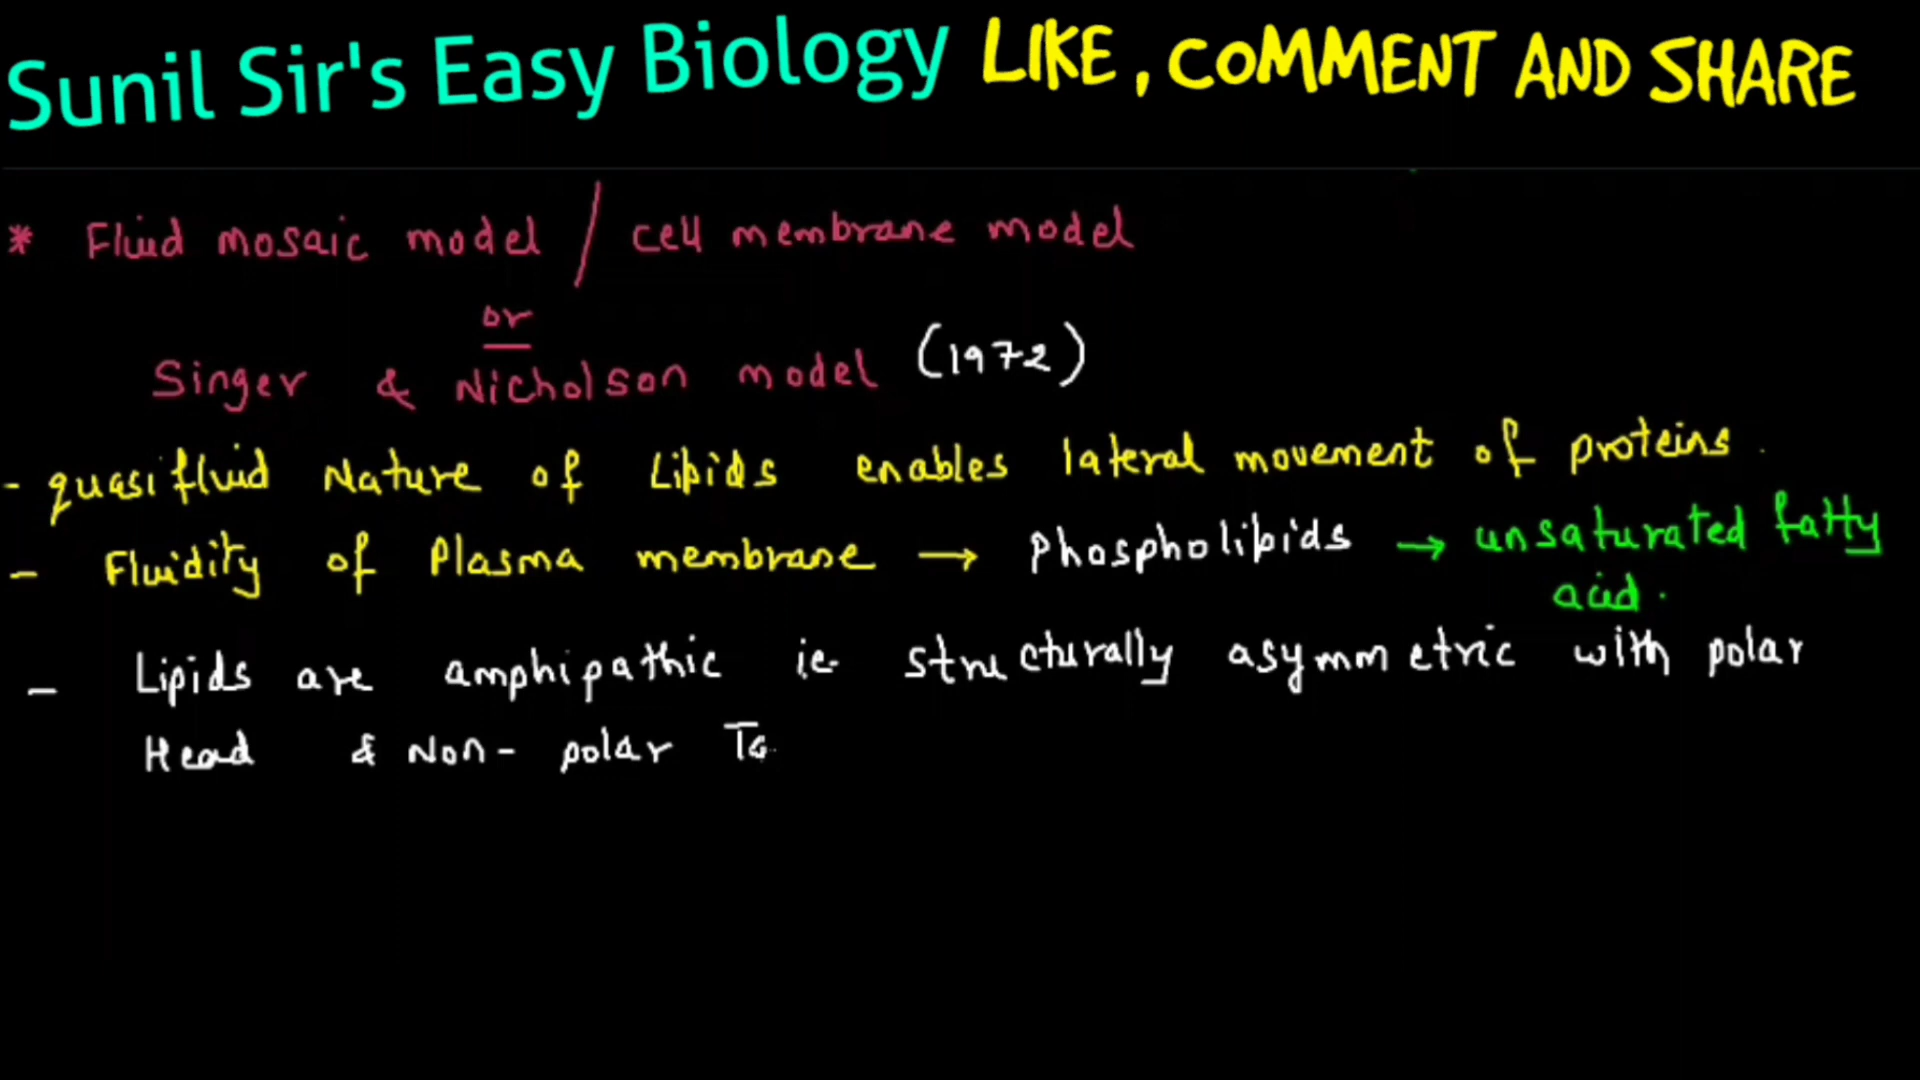 Sunil Sir's Easy Biology LIKE, COMMENT AND SHARE
* Fluid mosaic model / cell membrane model
or
Singer & Nicholson model (1972)
- quasifluid Nature of Lipids enables lateral movement of proteins.
- Fluidity of Plasma membrane → Phospholipids → unsaturated fatty
acid.
- Lipids are amphipathic ie structurally asymmetric with polar
Head & Non-polar Ta